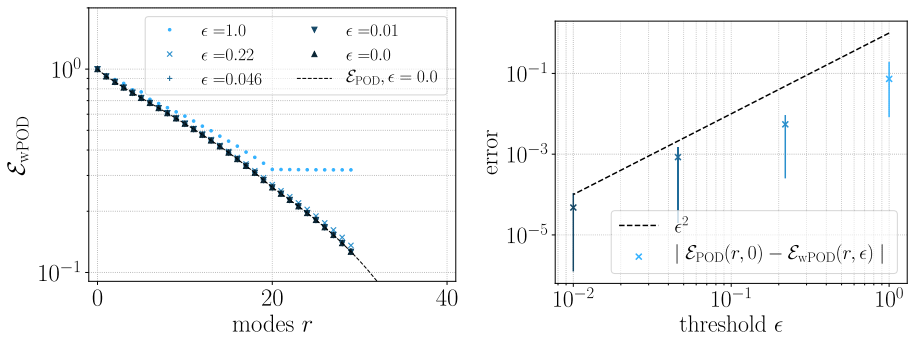 ϵ =1.0
ϵ =0.22
ϵ =0.046
ϵ =0.01
ϵ =0.0
ℰ_POD, ϵ = 0.0
10^0
10^−1
ℰ_wPOD
0
20
40
modes r
10^−1
10^−3
10^−5
error
ϵ^2
| ℰ_POD(r, 0) − ℰ_wPOD(r, ϵ) |
10^−2
10^−1
10^0
threshold ϵ